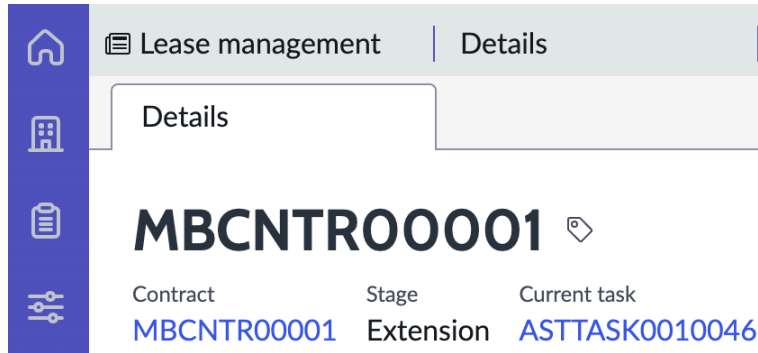 Lease management Details
Details
MBCNTR00001
Contract Stage Current task
MBCNTR00001 Extension ASTTASK0010046